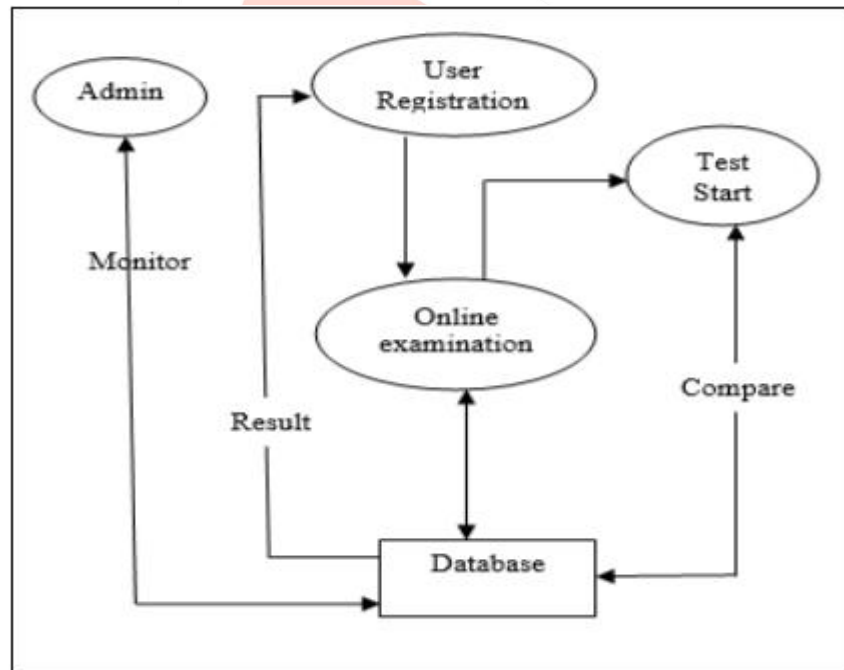 Admin
User
Registration
Test
Start
Monitor
Online
examination
Compare
Result
Database